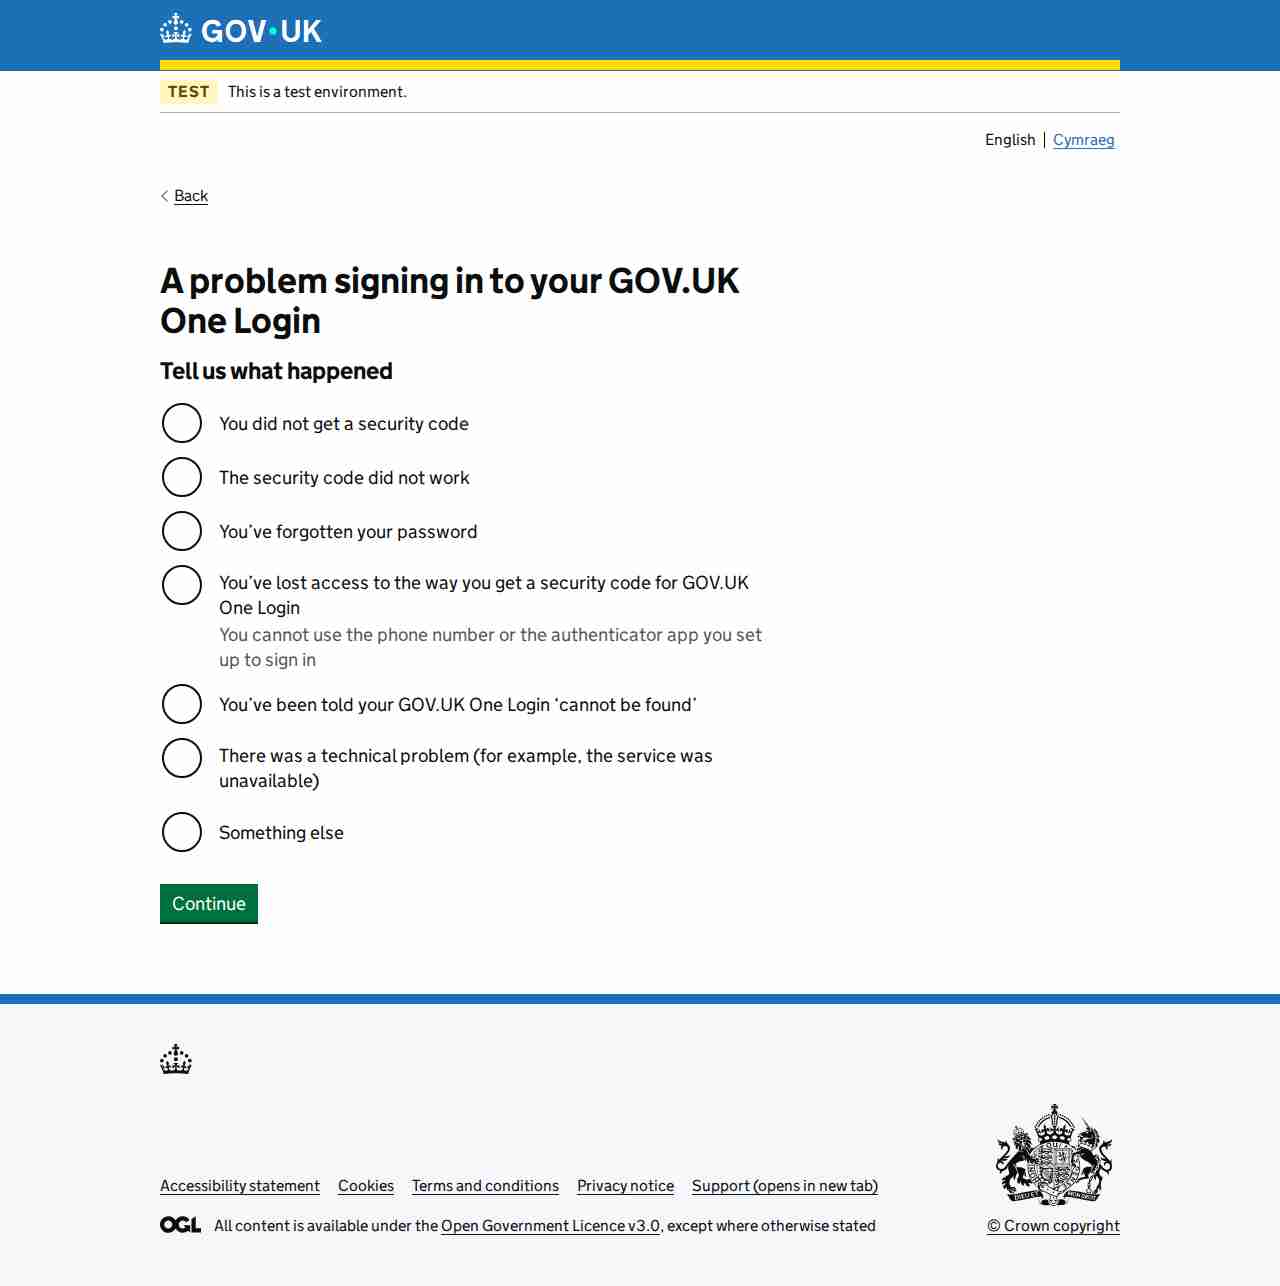 GOV·UK
TEST This is a test environment.
English Cymraeg
Back
A problem signing in to your GOV.UK
One Login
Tell us what happened
You did not get a security code
The security code did not work
You’ve forgotten your password
You’ve lost access to the way you get a security code for GOV.UK
One Login
You cannot use the phone number or the authenticator app you set
up to sign in
You’ve been told your GOV.UK One Login ‘cannot be found’
There was a technical problem (for example, the service was
unavailable)
Something else
Continue
Accessibility statement Cookies Terms and conditions Privacy notice Support (opens in new tab)
OGL All content is available under the Open Government Licence v3.0, except where otherwise stated
© Crown copyright